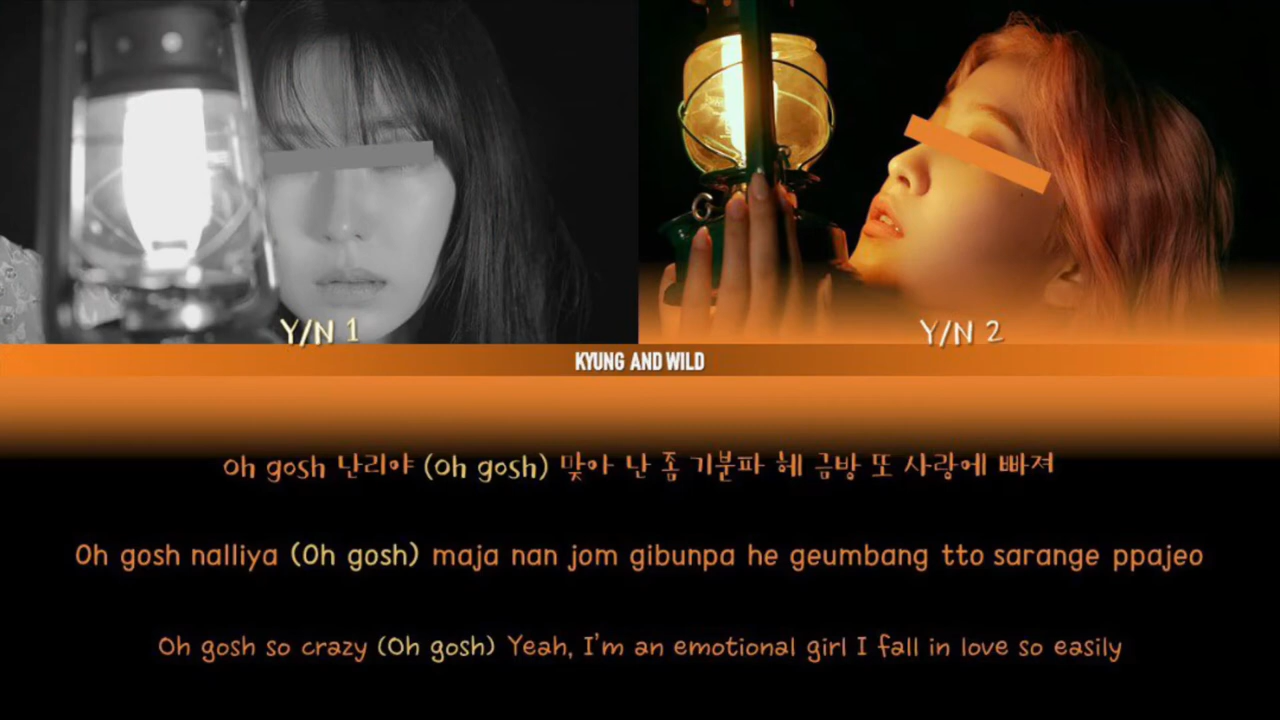 Y/N 1
Y/N 2
KYUNG AND WILD
Oh gosh 난리야 (Oh gosh) 맞아 난 좀 기분파 헤 금방 또 사랑에 빠져
Oh gosh nalliya (Oh gosh) maja nan jom gibunpa he geumbang tto sarange ppajeo
Oh gosh so crazy (Oh gosh) Yeah, I'm an emotional girl I fall in love so easily